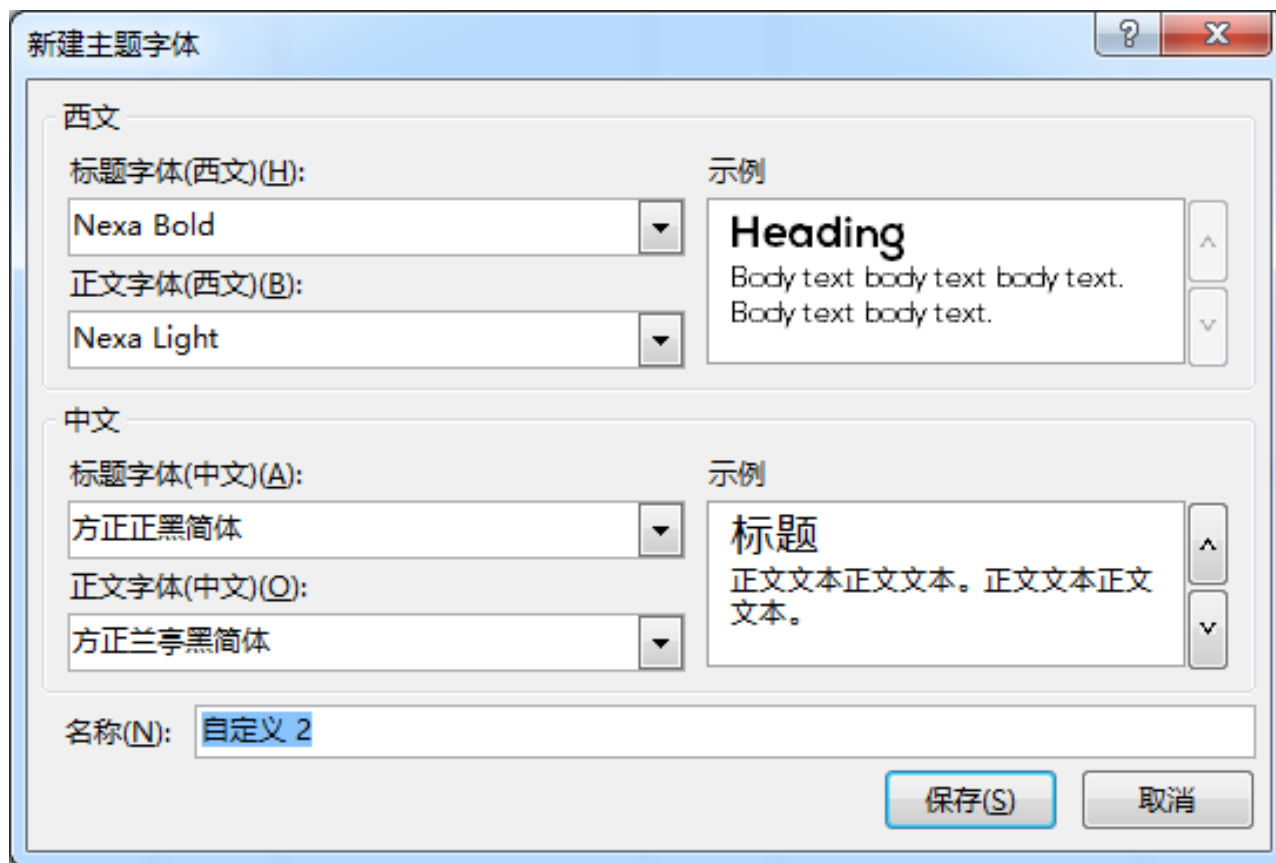 新建主题字体
西文
标题字体(西文)(H):
Nexa Bold
正文字体(西文)(B):
Nexa Light
示例
Heading
Body text body text body text.
Body text body text.
中文
标题字体(中文)(A):
方正正黑简体
正文字体(中文)(O):
方正兰亭黑简体
示例
标题
正文文本正文文本。正文文本正文
文本。
名称(N): 自定义 2
保存(S) 取消